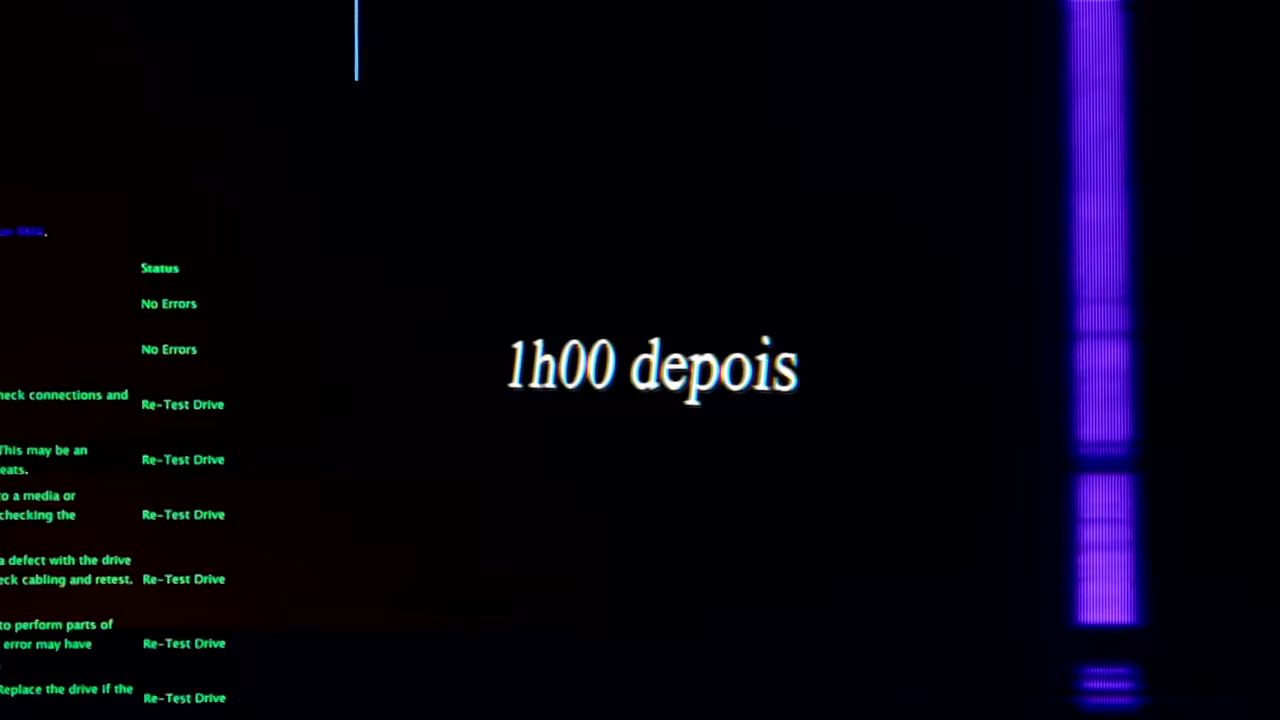 Status
No Errors
No Errors
heck connections and
Re-Test Drive
This may be an
eats.
Re-Test Drive
to a media or
checking the
Re-Test Drive
a defect with the drive
eck cabling and retest.
Re-Test Drive
to perform parts of
error may have
Re-Test Drive
Replace the drive if the
Re-Test Drive
1h00 depois